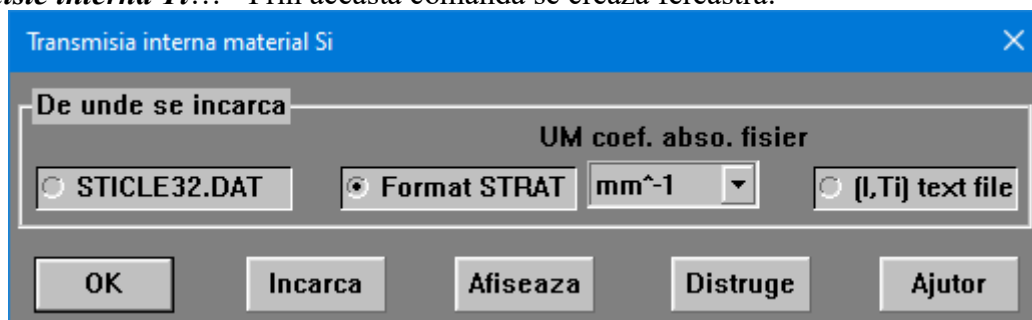 interna Ti… Prin aceasta comanda se creaza fereastra:
Transmisia interna material Si
De unde se incarca
UM coef. abso. fisier
STICLE32.DAT
Format STRAT
mm^-1
(l,Ti) text file
OK
Incarca
Afiseaza
Distruge
Ajutor